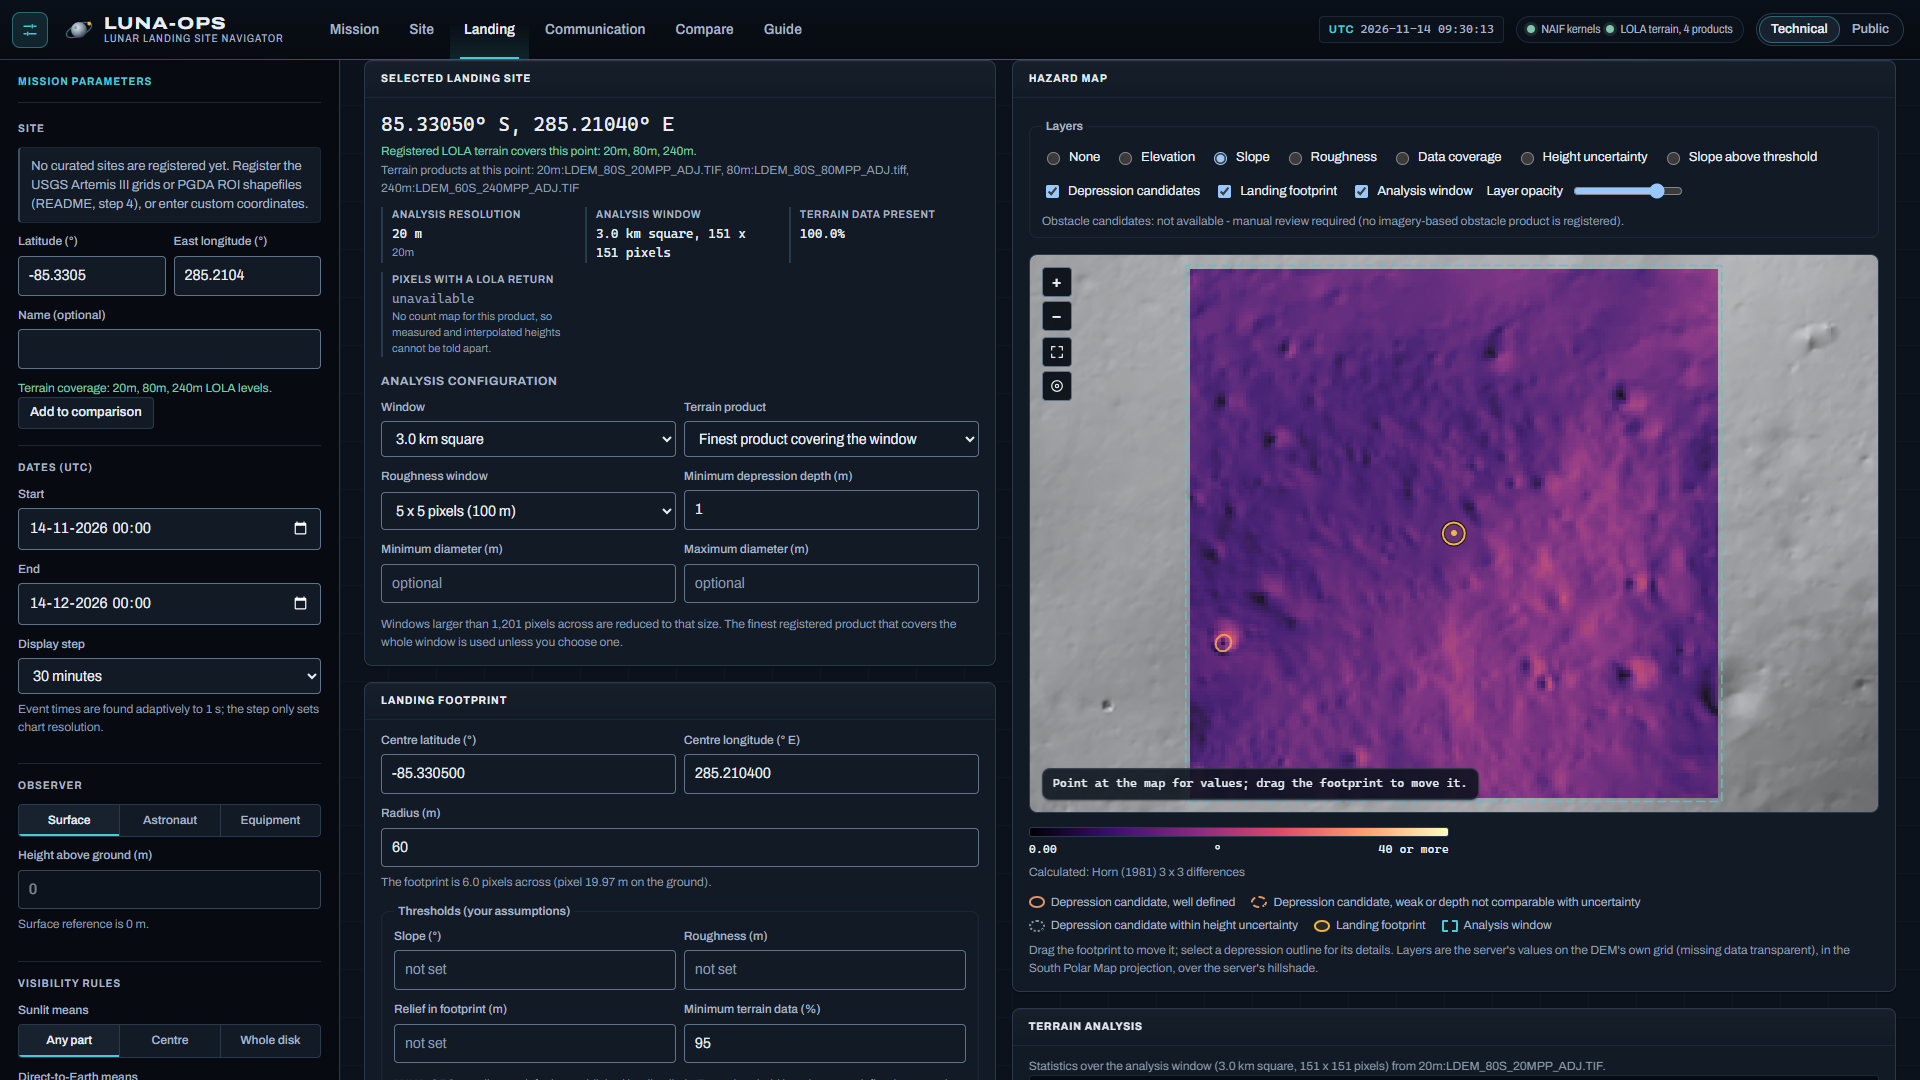 LUNA-OPS
LUNAR LANDING SITE NAVIGATOR
Mission
Site
Landing
Communication
Compare
Guide
UTC 2026-11-14 09:30:13
NAIF kernels
LOLA terrain, 4 products
Technical
Public
MISSION PARAMETERS
SITE
No curated sites are registered yet. Register the
USGS Artemis III grids or PGDA ROI shapefiles
(README, step 4), or enter custom coordinates.
Latitude (°)
East longitude (°)
-85.3305
285.2104
Name (optional)
Terrain coverage: 20m, 80m, 240m LOLA levels.
Add to comparison
DATES (UTC)
Start
14-11-2026 00:00
End
14-12-2026 00:00
Display step
30 minutes
Event times are found adaptively to 1 s; the step only sets
chart resolution.
OBSERVER
Surface
Astronaut
Equipment
Height above ground (m)
0
Surface reference is 0 m.
VISIBILITY RULES
Sunlit means
Any part
Centre
Whole disk
Direct-to-Earth means
SELECTED LANDING SITE
85.33050° S, 285.21040° E
Registered LOLA terrain covers this point: 20m, 80m, 240m.
Terrain products at this point: 20m:LDEM_80S_20MPP_ADJ.TIF, 80m:LDEM_80S_80MPP_ADJ.tiff,
240m:LDEM_60S_240MPP_ADJ.TIF
ANALYSIS RESOLUTION
20 m
20m
ANALYSIS WINDOW
3.0 km square, 151 x
151 pixels
TERRAIN DATA PRESENT
100.0%
PIXELS WITH A LOLA RETURN
unavailable
No count map for this product, so
measured and interpolated heights
cannot be told apart.
ANALYSIS CONFIGURATION
Window
Terrain product
3.0 km square
Finest product covering the window
Roughness window
Minimum depression depth (m)
5 x 5 pixels (100 m)
1
Minimum diameter (m)
Maximum diameter (m)
optional
optional
Windows larger than 1,201 pixels across are reduced to that size. The finest registered product that covers the
whole window is used unless you choose one.
LANDING FOOTPRINT
Centre latitude (°)
Centre longitude (° E)
-85.330500
285.210400
Radius (m)
60
The footprint is 6.0 pixels across (pixel 19.97 m on the ground).
Thresholds (your assumptions)
Slope (°)
Roughness (m)
not set
not set
Relief in footprint (m)
Minimum terrain data (%)
not set
95
HAZARD MAP
Layers
None
Elevation
Slope
Roughness
Data coverage
Height uncertainty
Slope above threshold
Depression candidates
Landing footprint
Analysis window
Layer opacity
Obstacle candidates: not available - manual review required (no imagery-based obstacle product is registered).
+
−
Point at the map for values; drag the footprint to move it.
0.00
°
40 or more
Calculated: Horn (1981) 3 x 3 differences
Depression candidate, well defined
Depression candidate, weak or depth not comparable with uncertainty
Depression candidate within height uncertainty
Landing footprint
Analysis window
Drag the footprint to move it; select a depression outline for its details. Layers are the server's values on the DEM's own grid (missing data transparent), in the
South Polar Map projection, over the server's hillshade.
TERRAIN ANALYSIS
Statistics over the analysis window (3.0 km square, 151 x 151 pixels) from 20m:LDEM_80S_20MPP_ADJ.TIF.